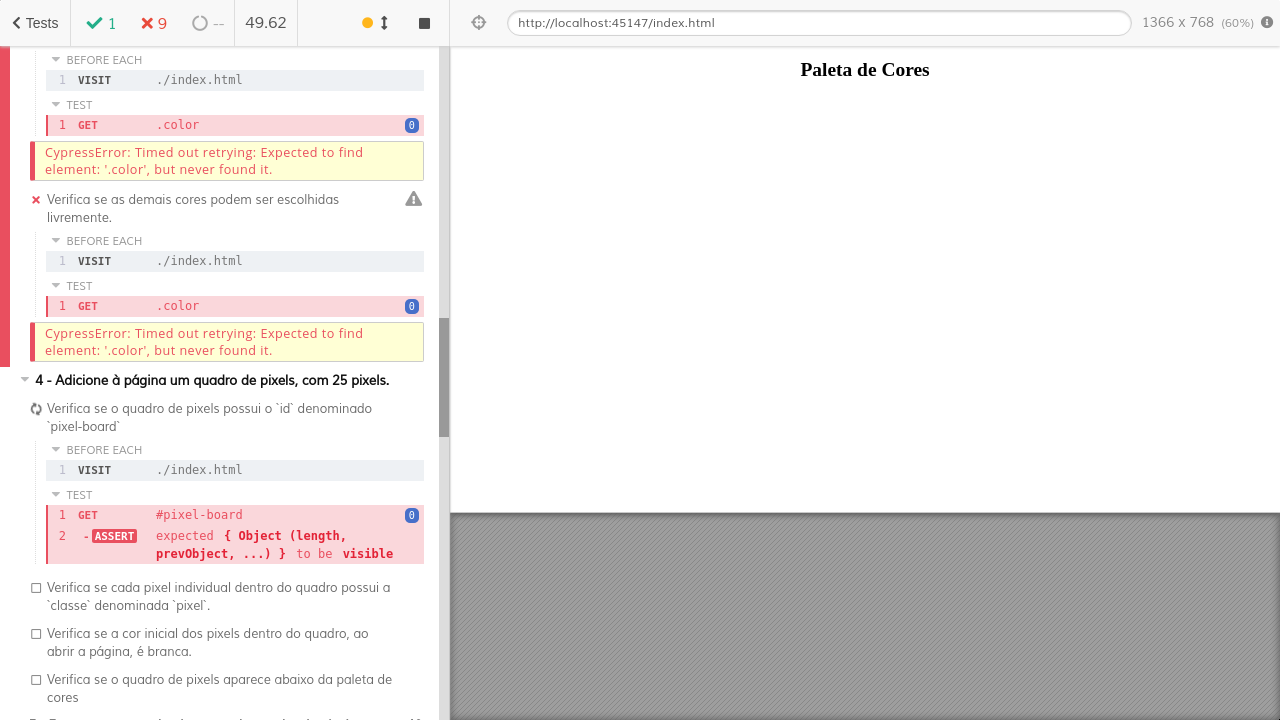 Tests 1 9 -- 49.62 http://localhost:45147/index.html 1366 x 768 (60%)
BEFORE EACH
1 VISIT ./index.html
TEST
1 GET .color 0
CypressError: Timed out retrying: Expected to find
element: '.color', but never found it.
Verifica se as demais cores podem ser escolhidas
livremente.
BEFORE EACH
1 VISIT ./index.html
TEST
1 GET .color 0
CypressError: Timed out retrying: Expected to find
element: '.color', but never found it.
4 - Adicione à página um quadro de pixels, com 25 pixels.
Verifica se o quadro de pixels possui o `id` denominado
`pixel-board`
BEFORE EACH
1 VISIT ./index.html
TEST
1 GET #pixel-board 0
2 -ASSERT expected { Object (length,
prevObject, ...) } to be visible
Verifica se cada pixel individual dentro do quadro possui a
`classe` denominada `pixel`.
Verifica se a cor inicial dos pixels dentro do quadro, ao
abrir a página, é branca.
Verifica se o quadro de pixels aparece abaixo da paleta de
cores
Paleta de Cores